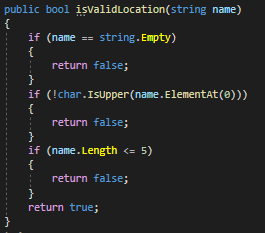 public bool isValidLocation(string name)
{
if (name == string.Empty)
{
return false;
}
if (!char.IsUpper(name.ElementAt(0)))
{
return false;
}
if (name.Length <= 5)
{
return false;
}
return true;
}